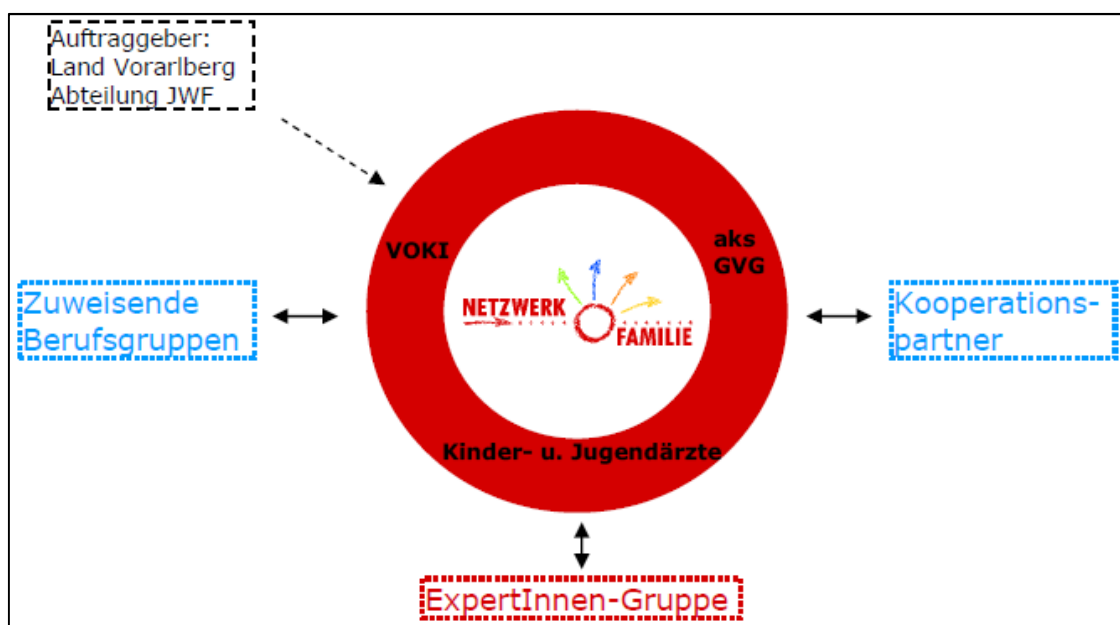 Auftraggeber:
Land Vorarlberg
Abteilung JWF
VOKI
aks
GVG
Zuweisende
Berufsgruppen
NETZWERK
FAMILIE
Kooperations-
partner
Kinder- u. Jugendärzte
ExpertInnen-Gruppe